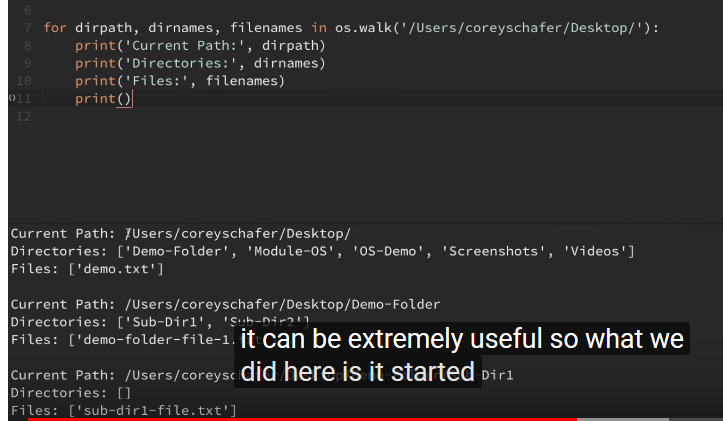 6
7 for dirpath, dirnames, filenames in os.walk('/Users/coreyschafer/Desktop/'):
8 print('Current Path:', dirpath)
9 print('Directories:', dirnames)
10 print('Files:', filenames)
11 print()
12
Current Path: /Users/coreyschafer/Desktop/
Directories: ['Demo-Folder', 'Module-OS', 'OS-Demo', 'Screenshots', 'Videos']
Files: ['demo.txt']
Current Path: /Users/coreyschafer/Desktop/Demo-Folder
Directories: ['Sub-Dir1', 'Sub-Dir2']
Files: ['demo-folder-file-1
it can be extremely useful so what we
did here is it started
Current Path: /Users/coreysc
-Dir1
Directories: []
Files: ['sub-dir1-file.txt']